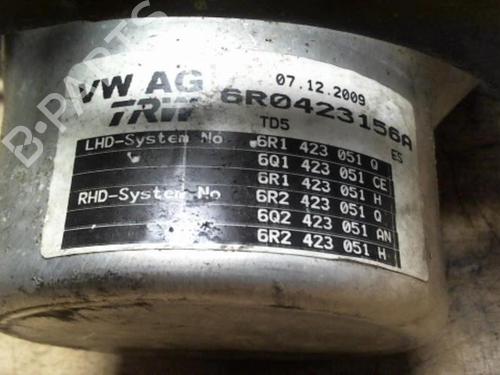 B-PARTS
VW AG 07.12.2009
TRW 6R0423156A
TD5 ES
LHD-System No 6R1 423 051 Q
6Q1 423 051 CE
6R1 423 051 H
RHD-System No 6R2 423 051 Q
6Q2 423 051 AN
6R2 423 051 H